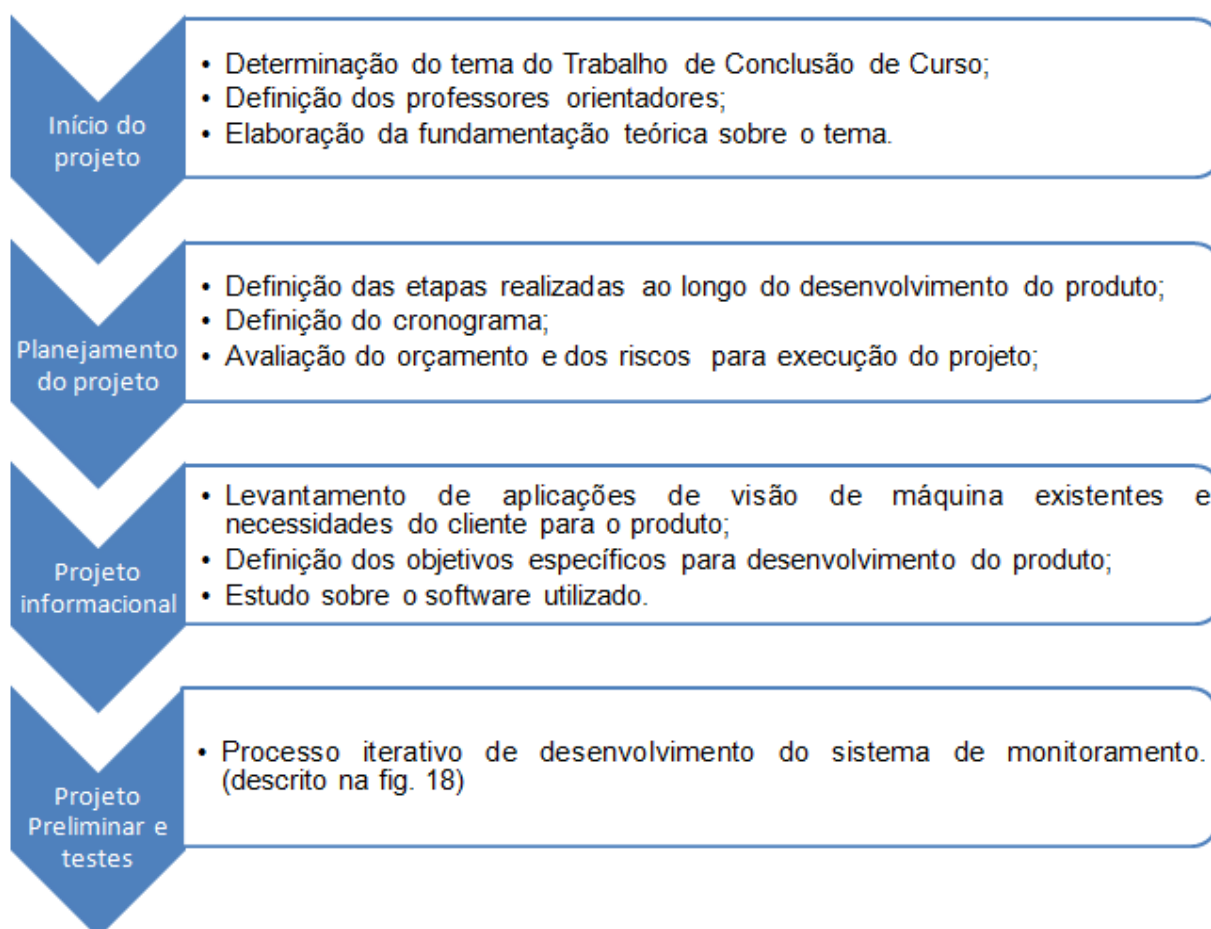 Início do
projeto
• Determinação do tema do Trabalho de Conclusão de Curso;
• Definição dos professores orientadores;
• Elaboração da fundamentação teórica sobre o tema.
Planejamento
do projeto
• Definição das etapas realizadas ao longo do desenvolvimento do produto;
• Definição do cronograma;
• Avaliação do orçamento e dos riscos para execução do projeto;
Projeto
informacional
• Levantamento de aplicações de visão de máquina existentes e
necessidades do cliente para o produto;
• Definição dos objetivos específicos para desenvolvimento do produto;
• Estudo sobre o software utilizado.
Projeto
Preliminar e
testes
• Processo iterativo de desenvolvimento do sistema de monitoramento.
(descrito na fig. 18)